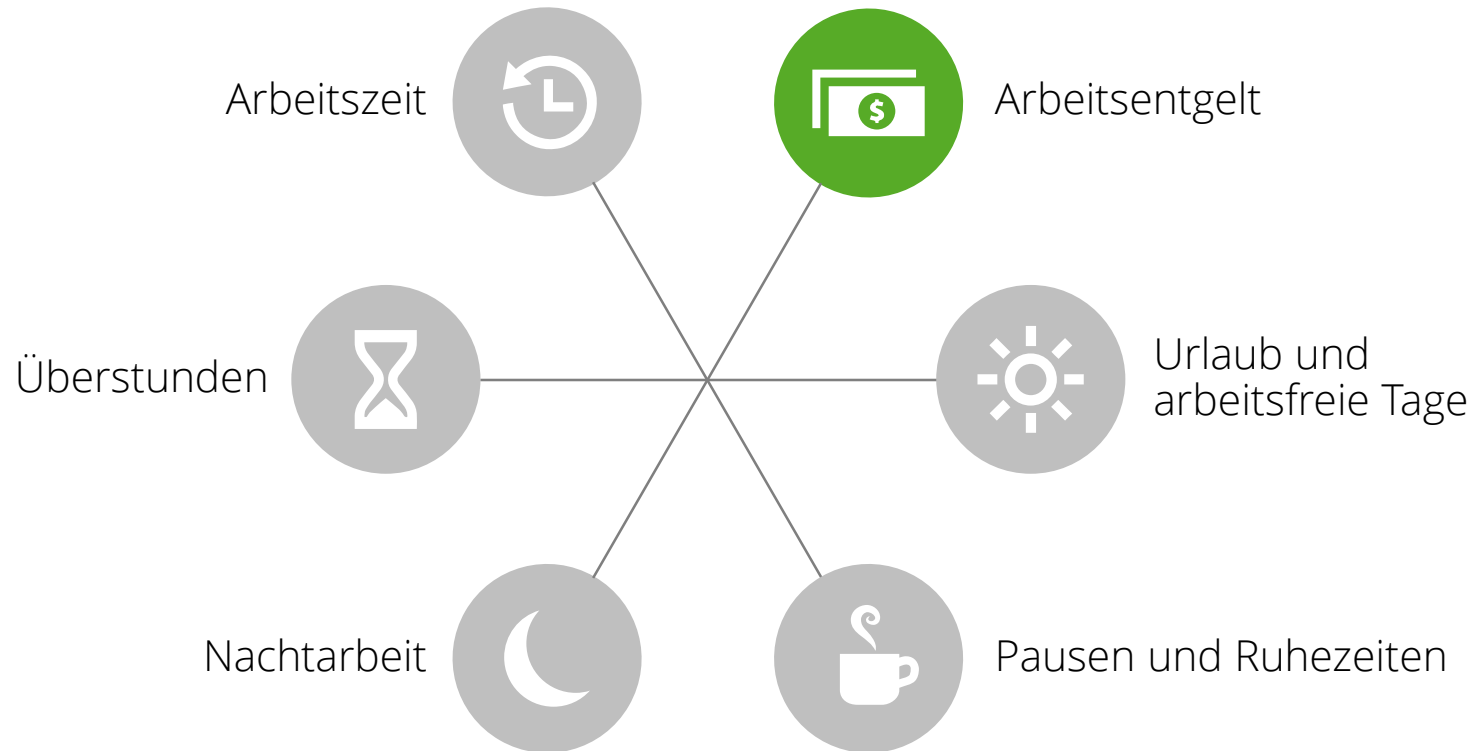 Arbeitszeit
Arbeitsentgelt
$
Überstunden
Urlaub und
arbeitsfreie Tage
Nachtarbeit
Pausen und Ruhezeiten